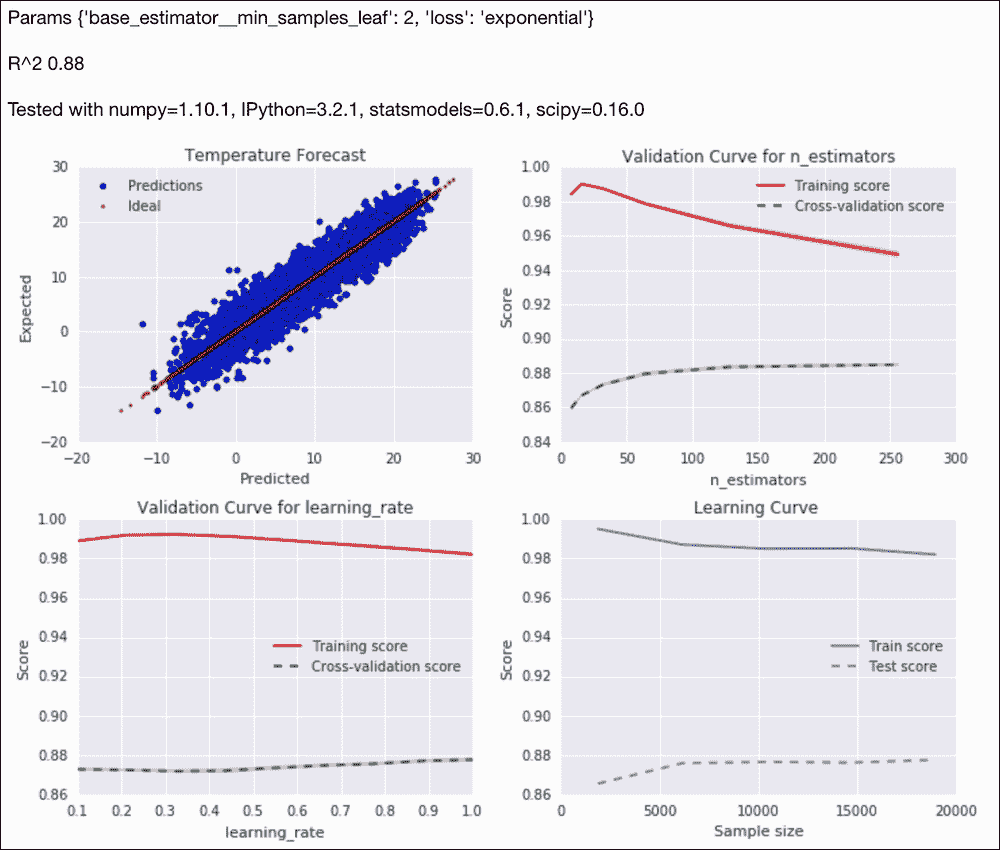 Params {'base_estimator__min_samples_leaf': 2, 'loss': 'exponential'}
R^2 0.88
Tested with numpy=1.10.1, IPython=3.2.1, statsmodels=0.6.1, scipy=0.16.0
Temperature Forecast
30
20
10
0
−10
−20
Expected
Predictions
Ideal
−20 −10 0 10 20 30
Predicted
Validation Curve for n_estimators
1.00
0.98
0.96
0.94
0.92
0.90
0.88
0.86
0.84
Score
Training score
Cross-validation score
0 50 100 150 200 250 300
n_estimators
Validation Curve for learning_rate
1.00
0.98
0.96
0.94
0.92
0.90
0.88
0.86
Score
Training score
Cross-validation score
0.1 0.2 0.3 0.4 0.5 0.6 0.7 0.8 0.9 1.0
learning_rate
Learning Curve
1.00
0.98
0.96
0.94
0.92
0.90
0.88
0.86
Score
Train score
Test score
0 5000 10000 15000 20000
Sample size